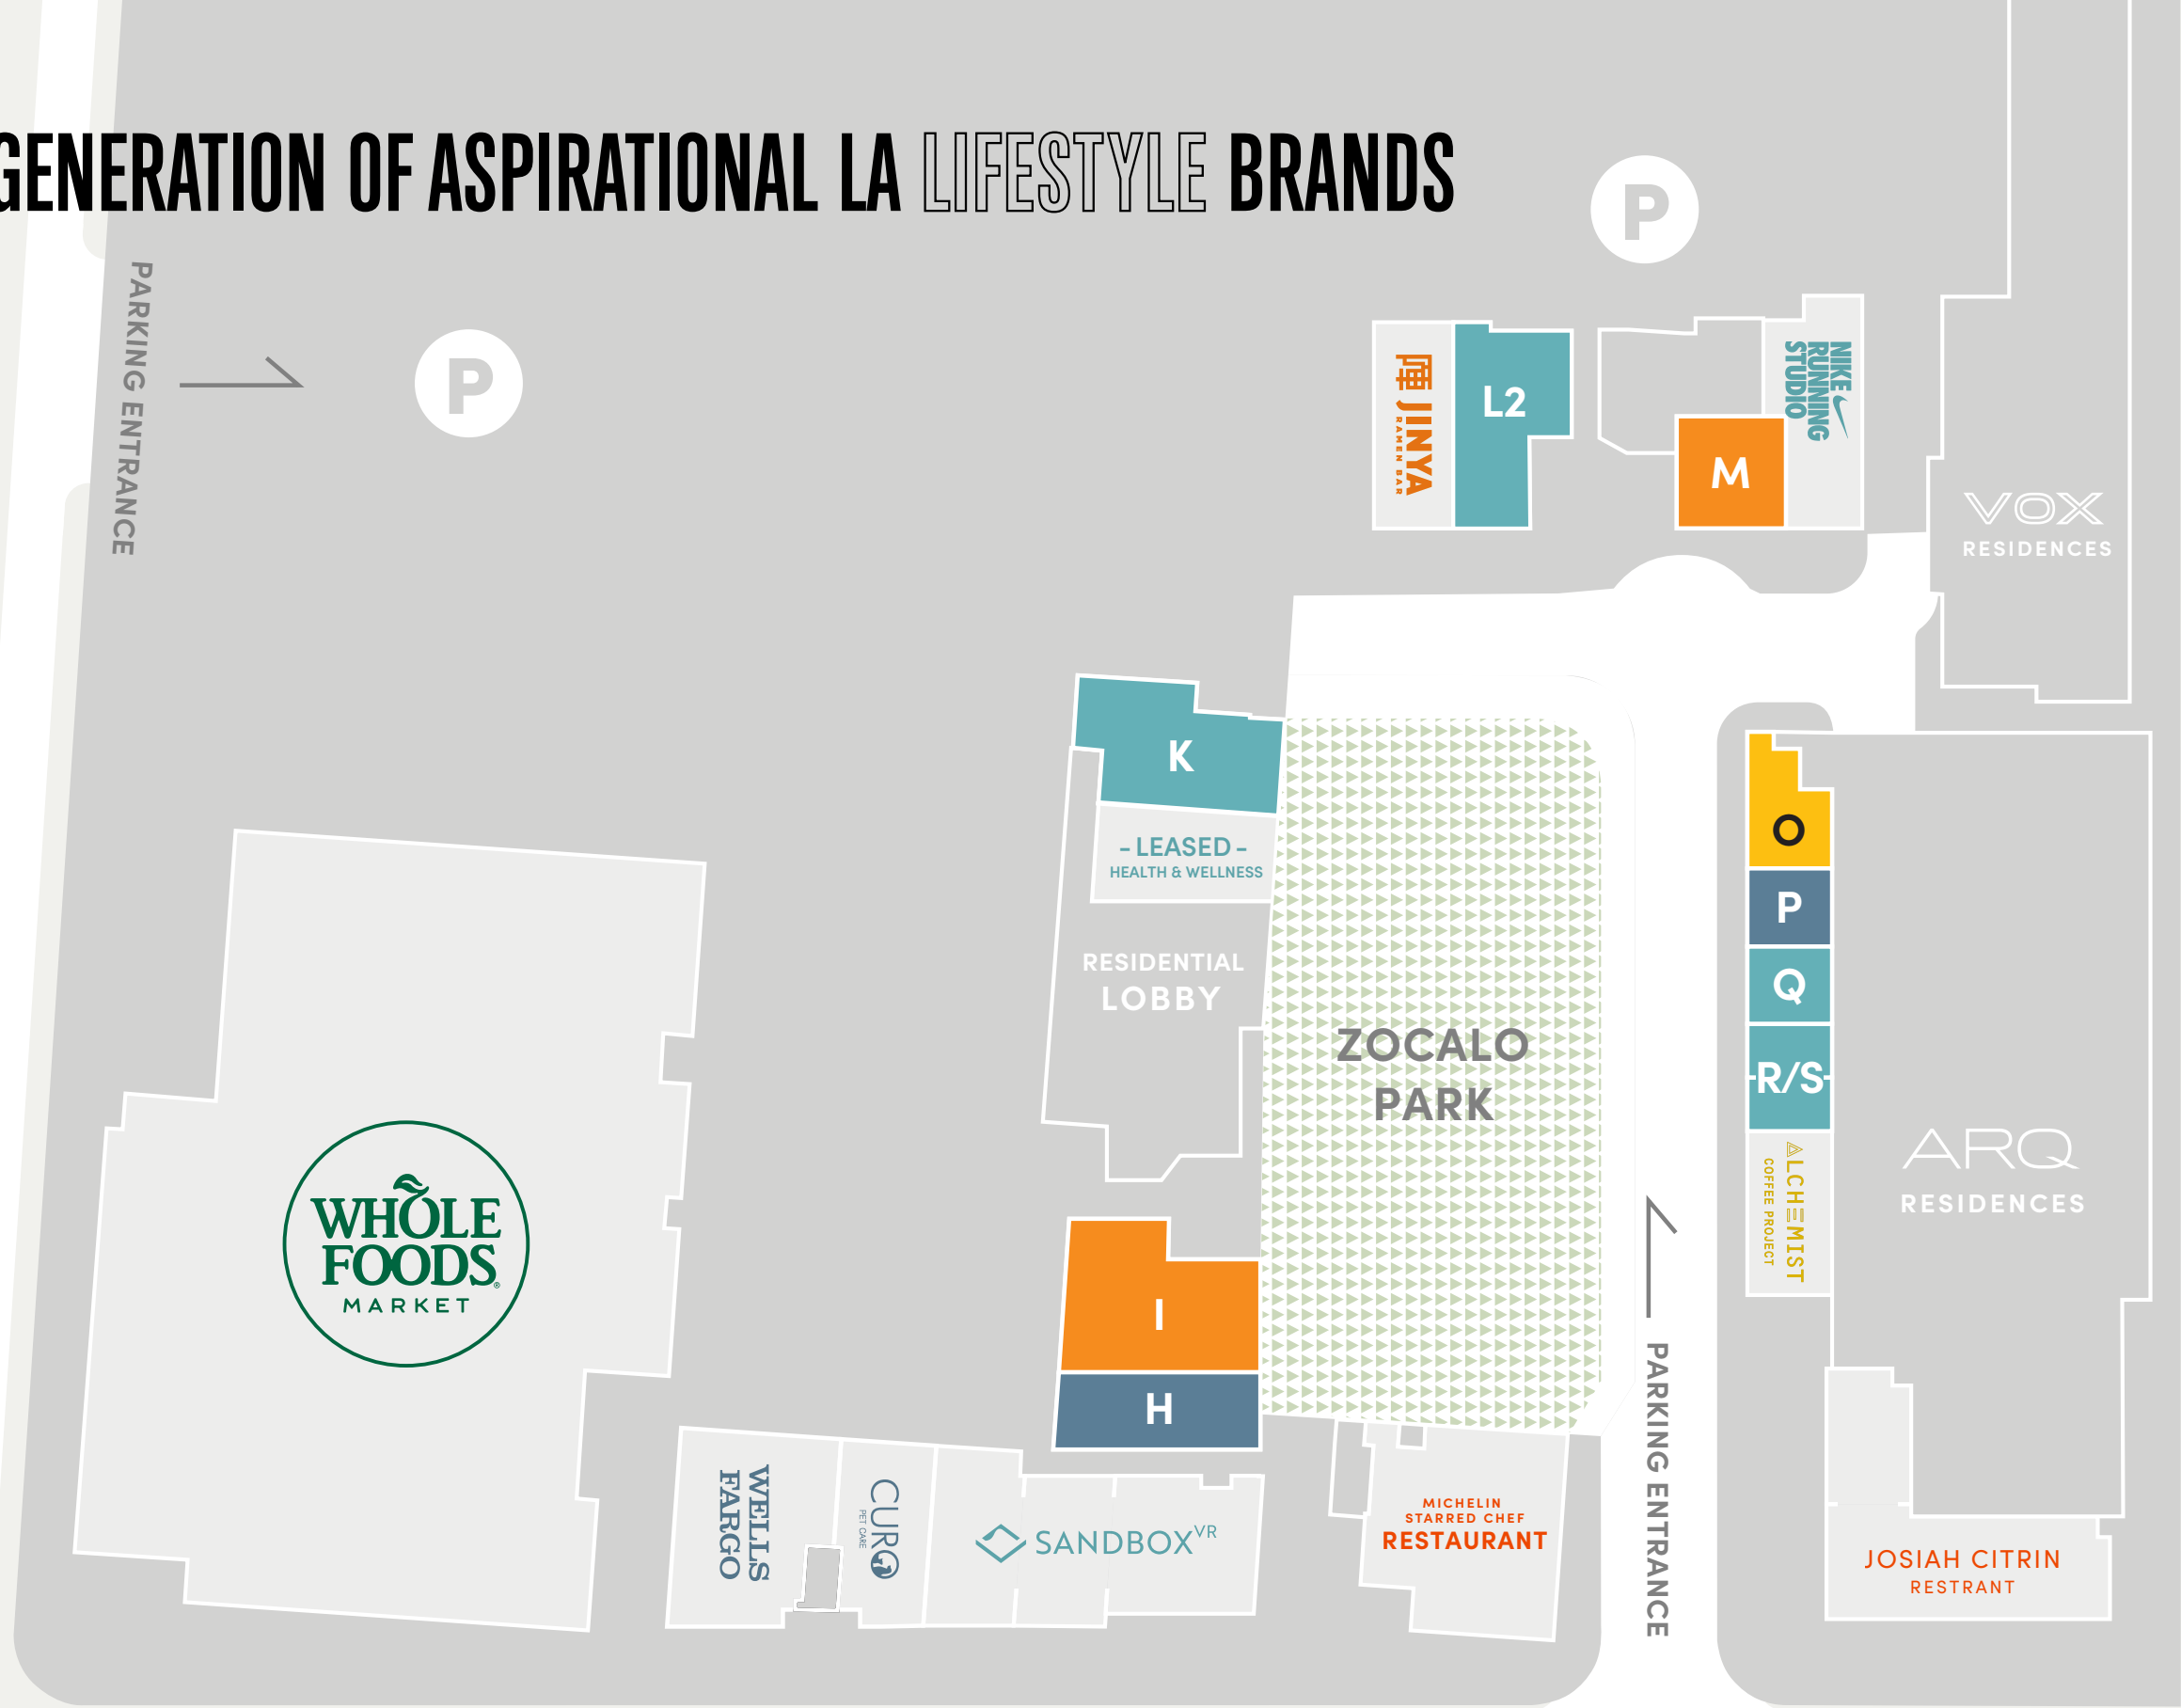 GENERATION OF ASPIRATIONAL LA LIFESTYLE BRANDS
P
PARKING ENTRANCE
P
JINYA
RAMEN BAR
L2
M
NIKE
RUNNING
STUDIO
VOX
RESIDENCES
K
- LEASED -
HEALTH & WELLNESS
RESIDENTIAL
LOBBY
ZOCALO
PARK
O
P
Q
R/S
ALCHEMIST
COFFEE PROJECT
ARQ
RESIDENCES
WHOLE
FOODS®
MARKET
I
H
PARKING ENTRANCE
WELLS
FARGO
CURO
PET CARE
SANDBOX VR
MICHELIN
STARRED CHEF
RESTAURANT
JOSIAH CITRIN
RESTRANT